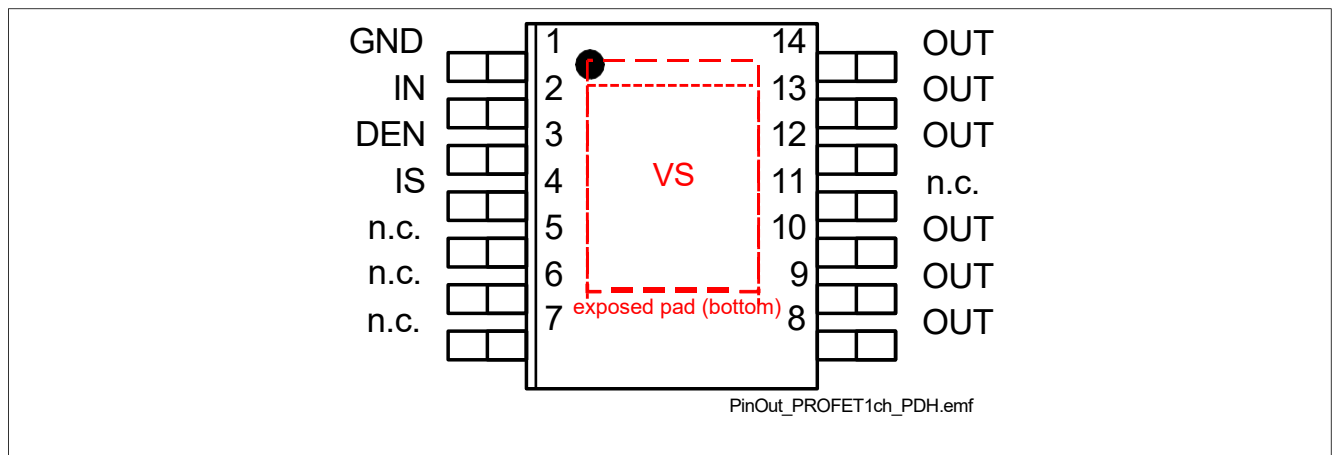 GND 1 14 OUT
IN 2 13 OUT
DEN 3 12 OUT
IS 4 VS 11 n.c.
n.c. 5 10 OUT
n.c. 6 9 OUT
exposed pad (bottom)
n.c. 7 8 OUT
PinOut_PROFET1ch_PDH.emf